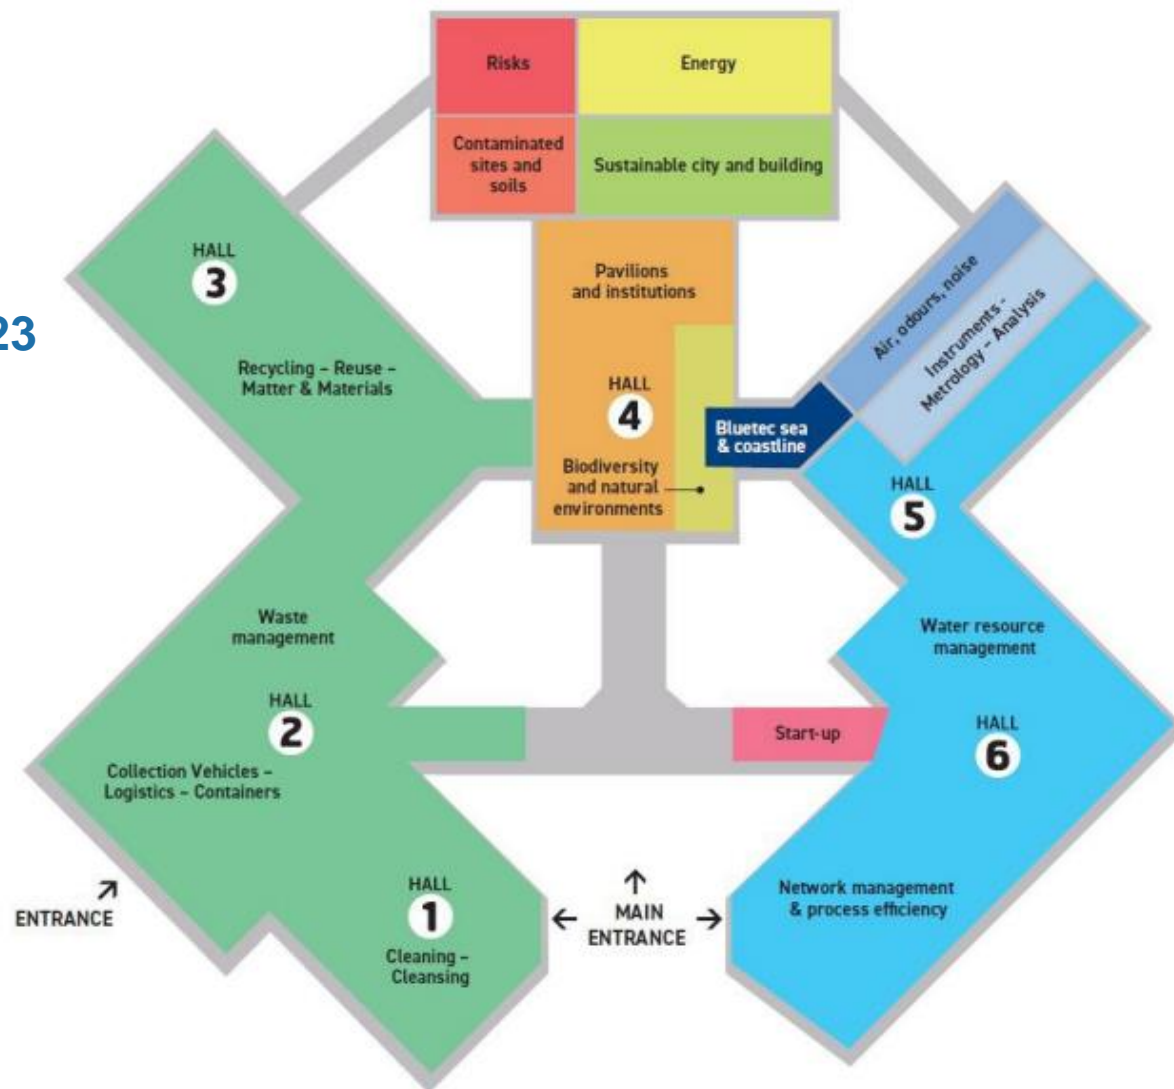 Risks
Energy
Contaminated
sites and
soils
Sustainable city and building
HALL
3
Pavilions
and institutions
Air, odours, noise
Instruments -
Metrology – Analysis
23
Recycling – Reuse –
Matter & Materials
HALL
4
Bluetec sea
& coastline
Biodiversity
and natural
environments
HALL
5
Waste
management
Water resource
management
HALL
2
Start-up
HALL
6
Collection Vehicles –
Logistics – Containers
ENTRANCE
HALL
1
MAIN
ENTRANCE
Network management
& process efficiency
Cleaning –
Cleansing